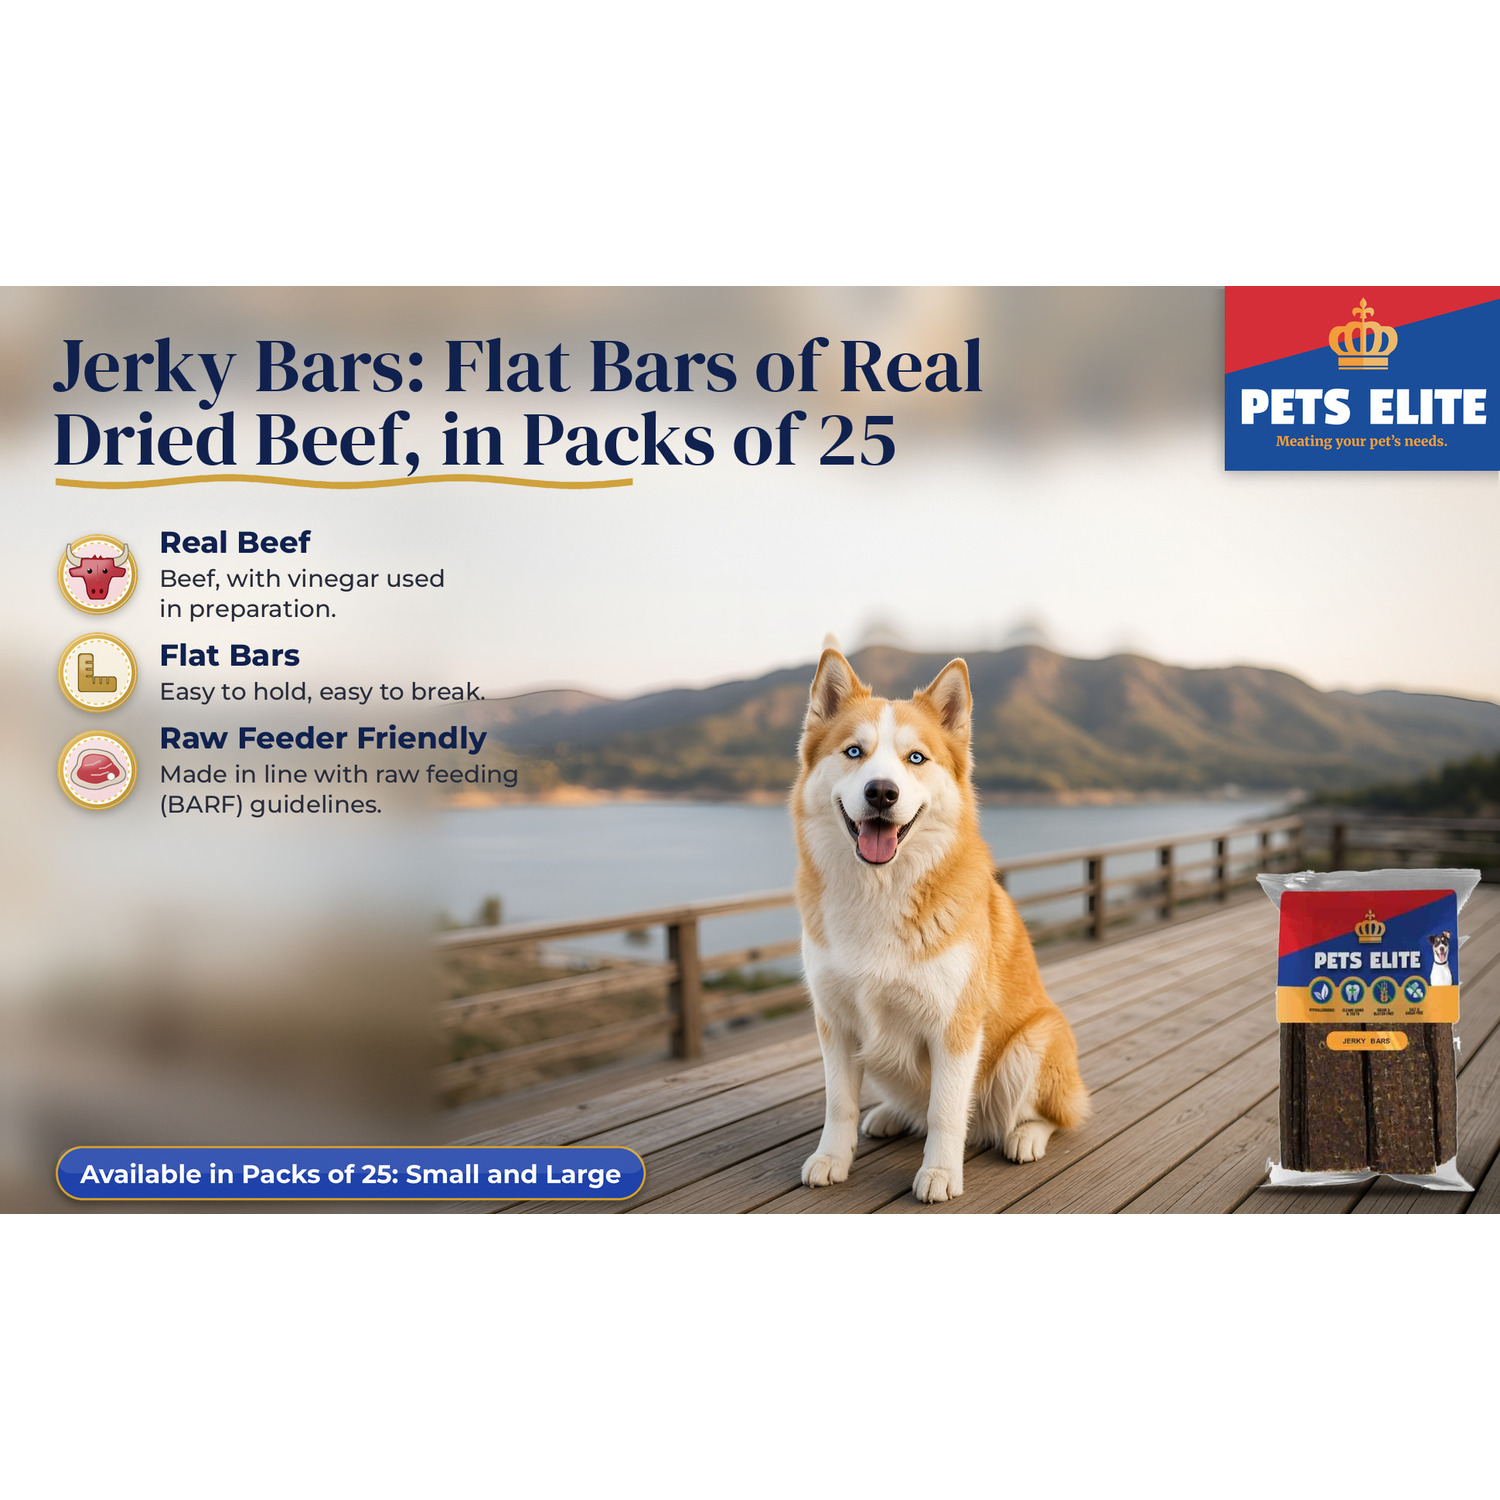 Jerky Bars: Flat Bars of Real
Dried Beef, in Packs of 25
PETS ELITE
Meating your pet's needs.
Real Beef
Beef, with vinegar used
in preparation.
Flat Bars
Easy to hold, easy to break.
Raw Feeder Friendly
Made in line with raw feeding
(BARF) guidelines.
PETS ELITE
JERKY BARS
Available in Packs of 25: Small and Large